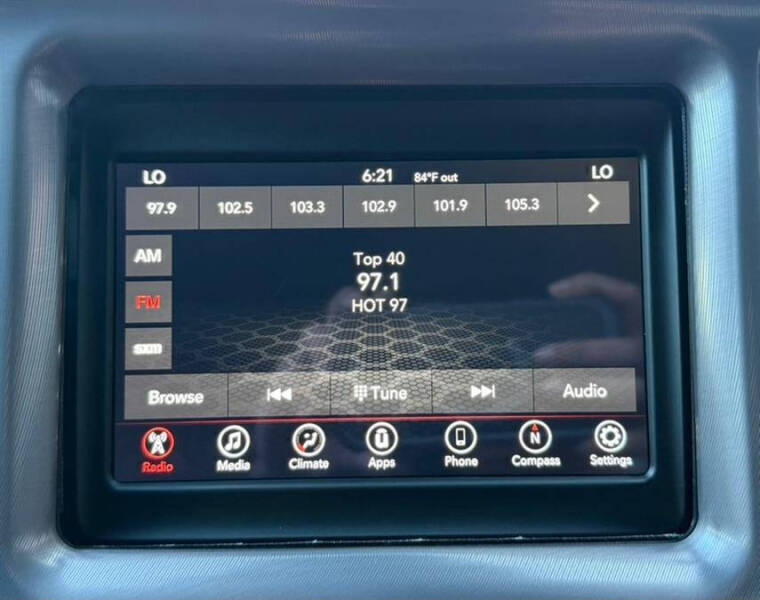 LO 6:21 84°F out LO
97.9 102.5 103.3 102.9 101.9 105.3
AM
FM
sxm
Top 40
97.1
HOT 97
Browse Tune Audio
Radio Media Climate Apps Phone N Compass Settings